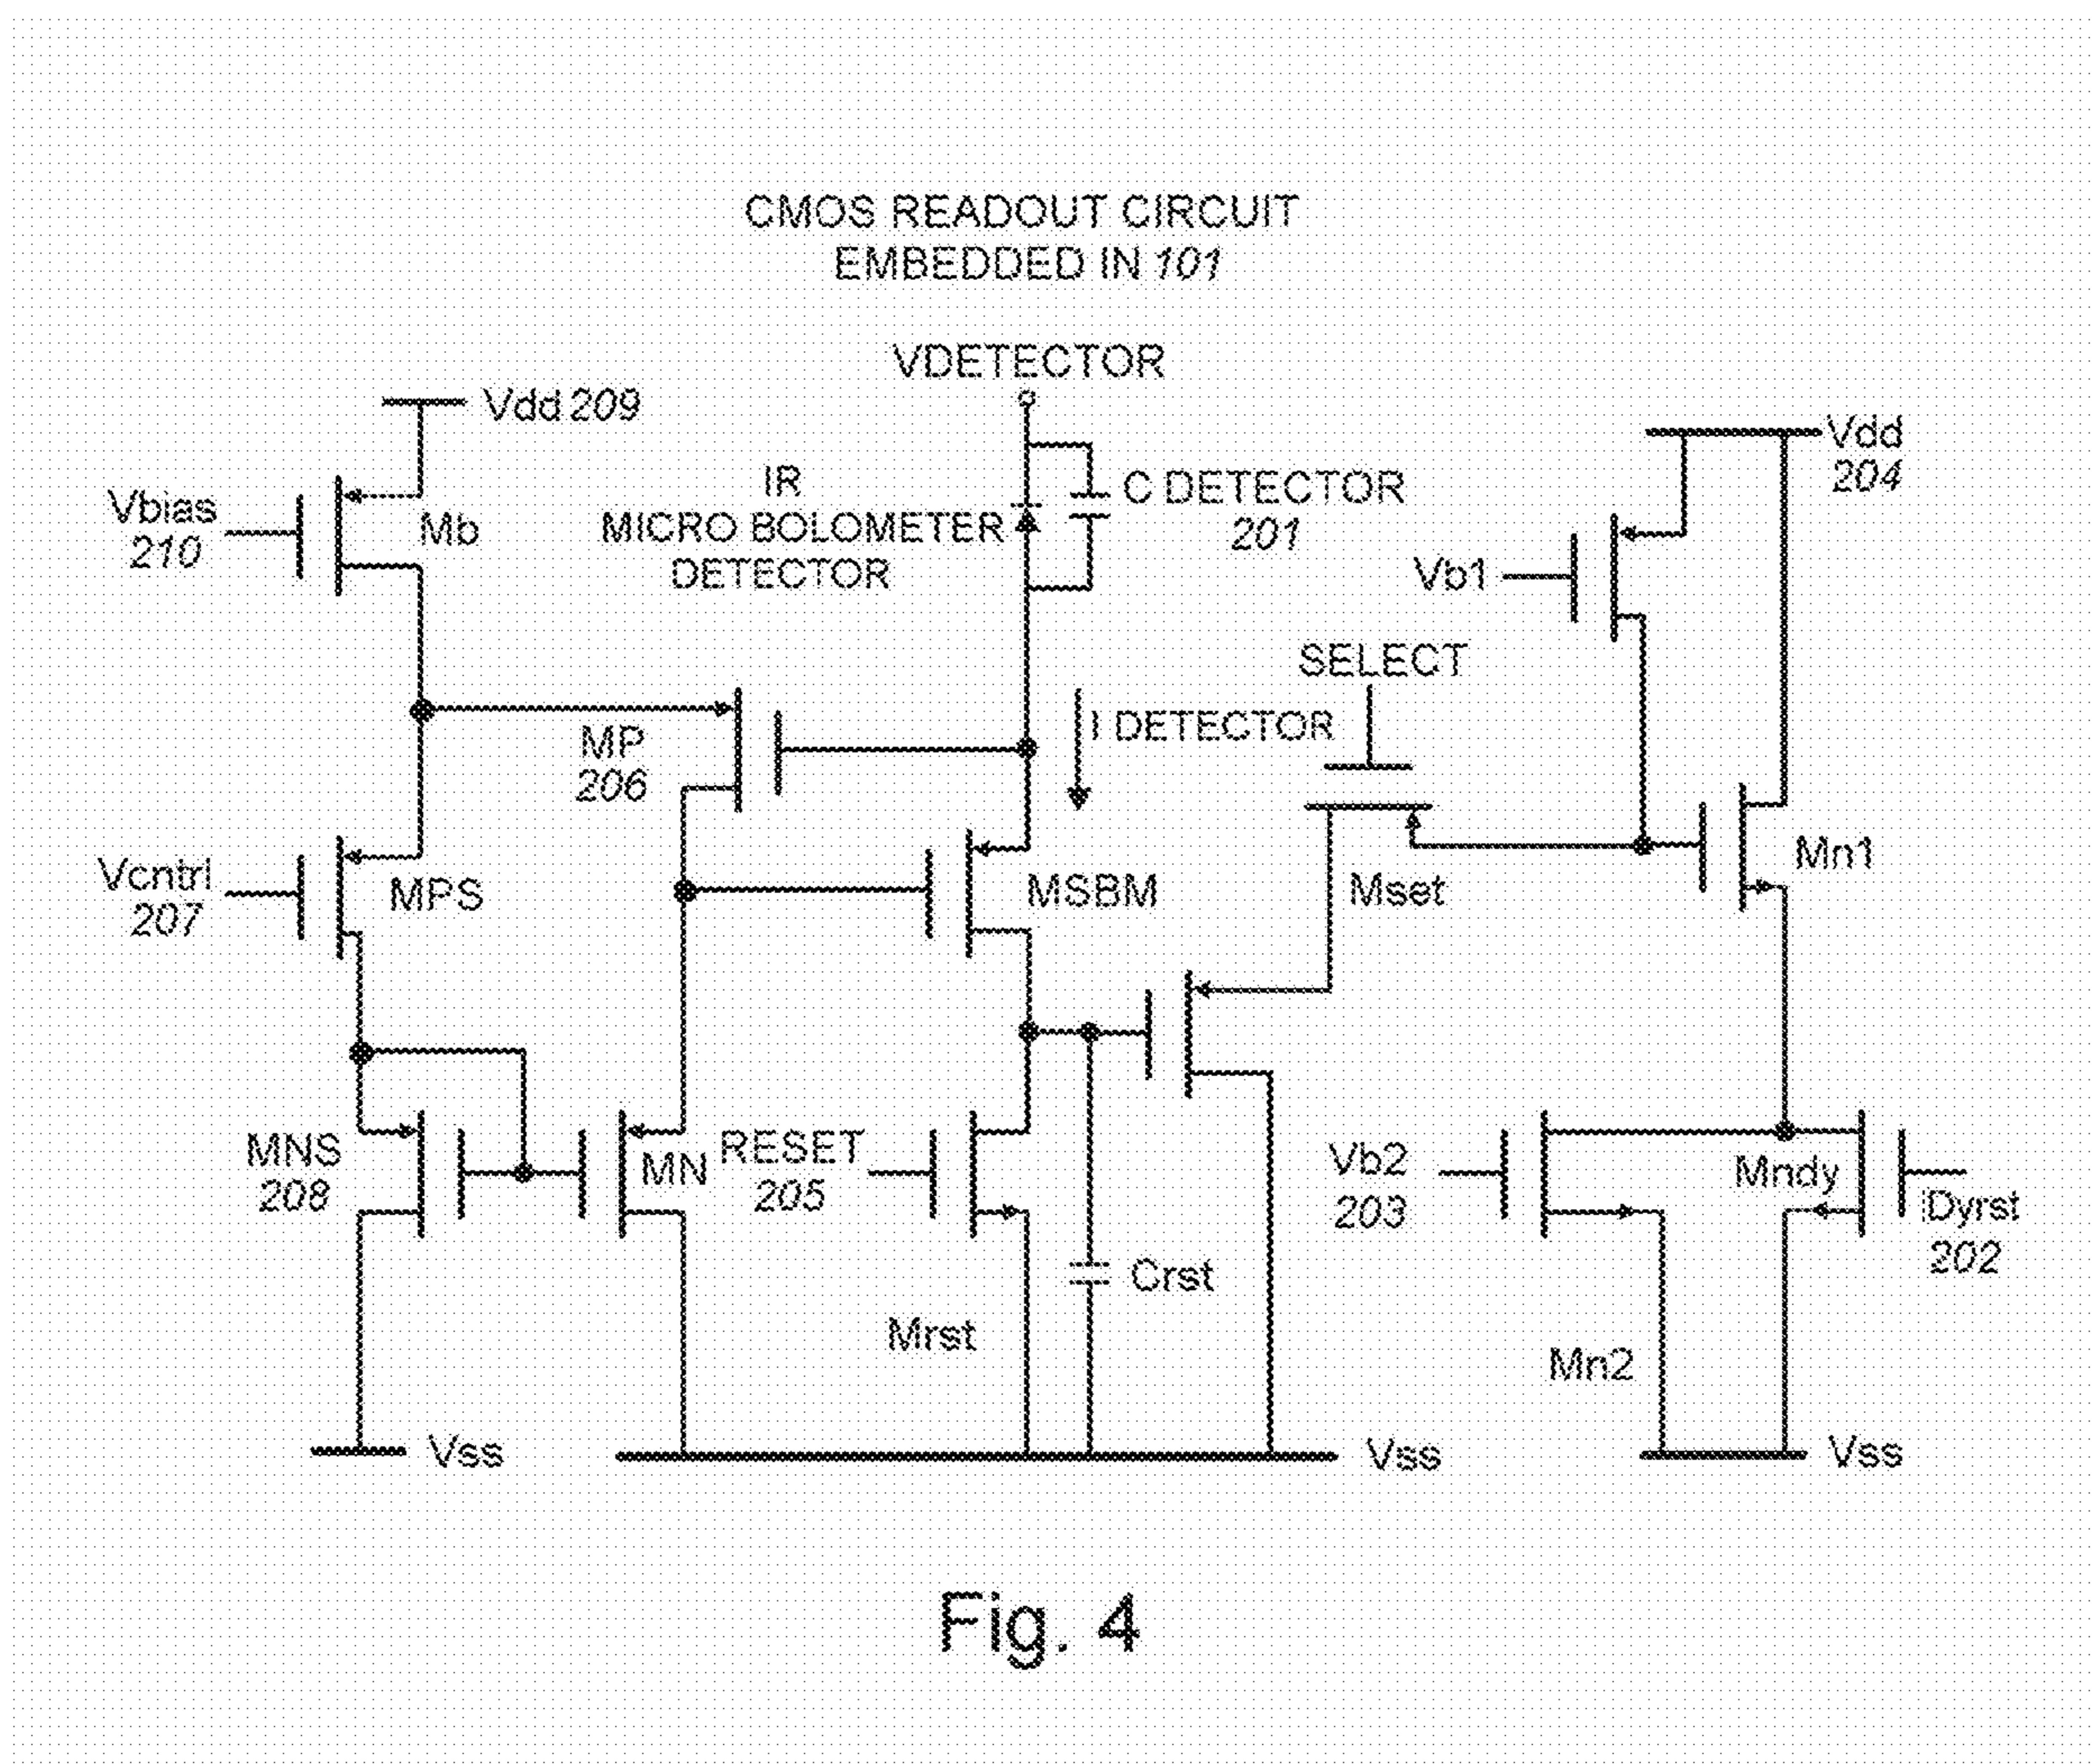 CMOS READOUT CIRCUIT
EMBEDDED IN 101
VDETECTOR
Vdd 209
Vdd
204
IR
MICRO BOLOMETER
DETECTOR
C DETECTOR
201
Vbias
210
Mb
Vb1
SELECT
I DETECTOR
MP
206
Mn1
Vcntrl
207
MPS
MSBM
Mset
MNS
208
MN
RESET
205
Vb2
203
Mndy
Dyrst
202
Crst
Mrst
Mn2
Vss
Vss
Vss
Fig. 4